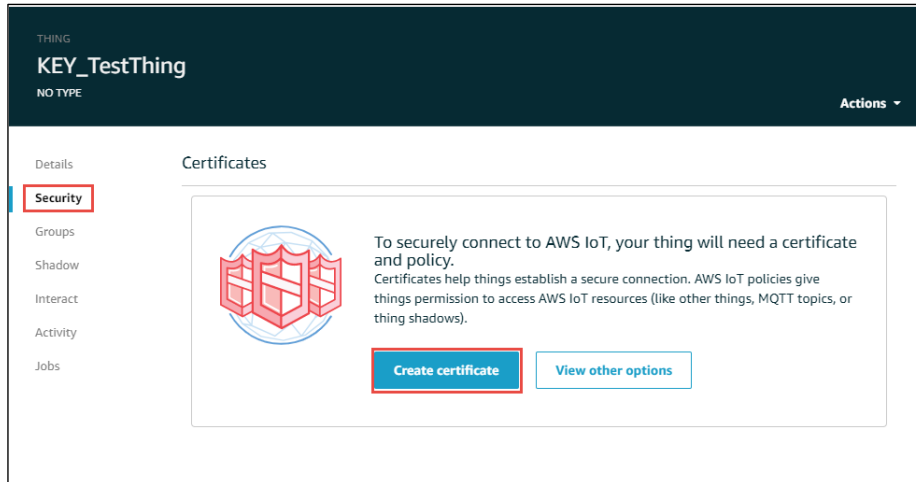 THING
KEY_TestThing
NO TYPE
Actions
Details
Security
Groups
Shadow
Interact
Activity
Jobs
Certificates
To securely connect to AWS IoT, your thing will need a certificate
and policy.
Certificates help things establish a secure connection. AWS IoT policies give
things permission to access AWS IoT resources (like other things, MQTT topics, or
thing shadows).
Create certificate
View other options